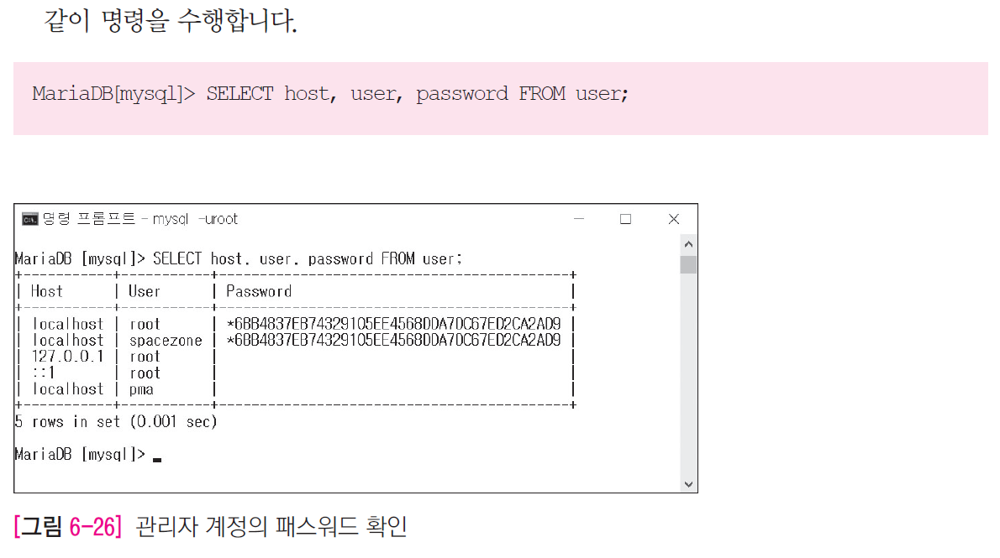 같이 명령을 수행합니다.
MariaDB[mysql]> SELECT host, user, password FROM user;
명령 프롬프트 - mysql -uroot
MariaDB [mysql]> SELECT host, user, password FROM user;
+-----------+-----------+-------------------------------------------+
| Host | User | Password |
+-----------+-----------+-------------------------------------------+
| localhost | root | *6BB4837EB74329105EE4568DDA7DC67ED2CA2AD9 |
| localhost | spacezone | *6BB4837EB74329105EE4568DDA7DC67ED2CA2AD9 |
| 127.0.0.1 | root | |
| ::1 | root | |
| localhost | pma | |
+-----------+-----------+-------------------------------------------+
5 rows in set (0.001 sec)
MariaDB [mysql]> _
[그림 6-26] 관리자 계정의 패스워드 확인